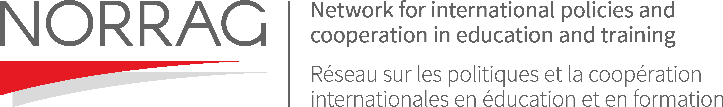 NORRAG
Network for international policies and
cooperation in education and training
Réseau sur les politiques et la coopération
internationales en éducation et en formation